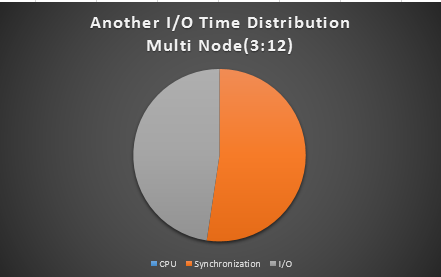 Another I/O Time Distribution
Multi Node(3:12)
CPU Synchronization I/O